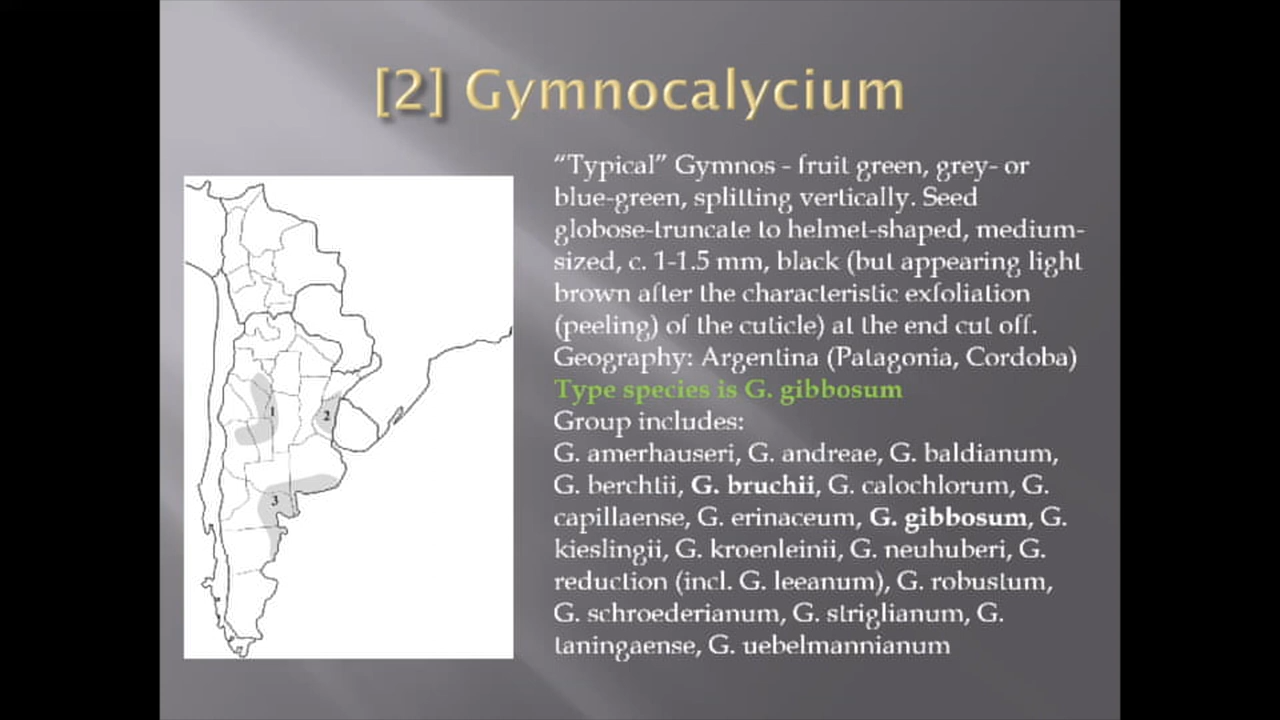 [2] Gymnocalycium
“Typical” Gymnos - fruit green, grey- or
blue-green, splitting vertically. Seed
globose-truncate to helmet-shaped, medium-
sized, c. 1-1.5 mm, black (but appearing light
brown after the characteristic exfoliation
(peeling) of the cuticle) at the end cut off.
Geography: Argentina (Patagonia, Cordoba)
Type species is G. gibbosum
Group includes:
G. amerhauseri, G. andreae, G. baldianum,
G. berchtii, G. bruchii, G. calochlorum, G.
capillaense, G. erinaceum, G. gibbosum, G.
kieslingii, G. kroenleinii, G. neuhuberi, G.
reduction (incl. G. leeanum), G. robustum,
G. schroederianum, G. striglianum, G.
taningaense, G. uebelmannianum
1
2
3